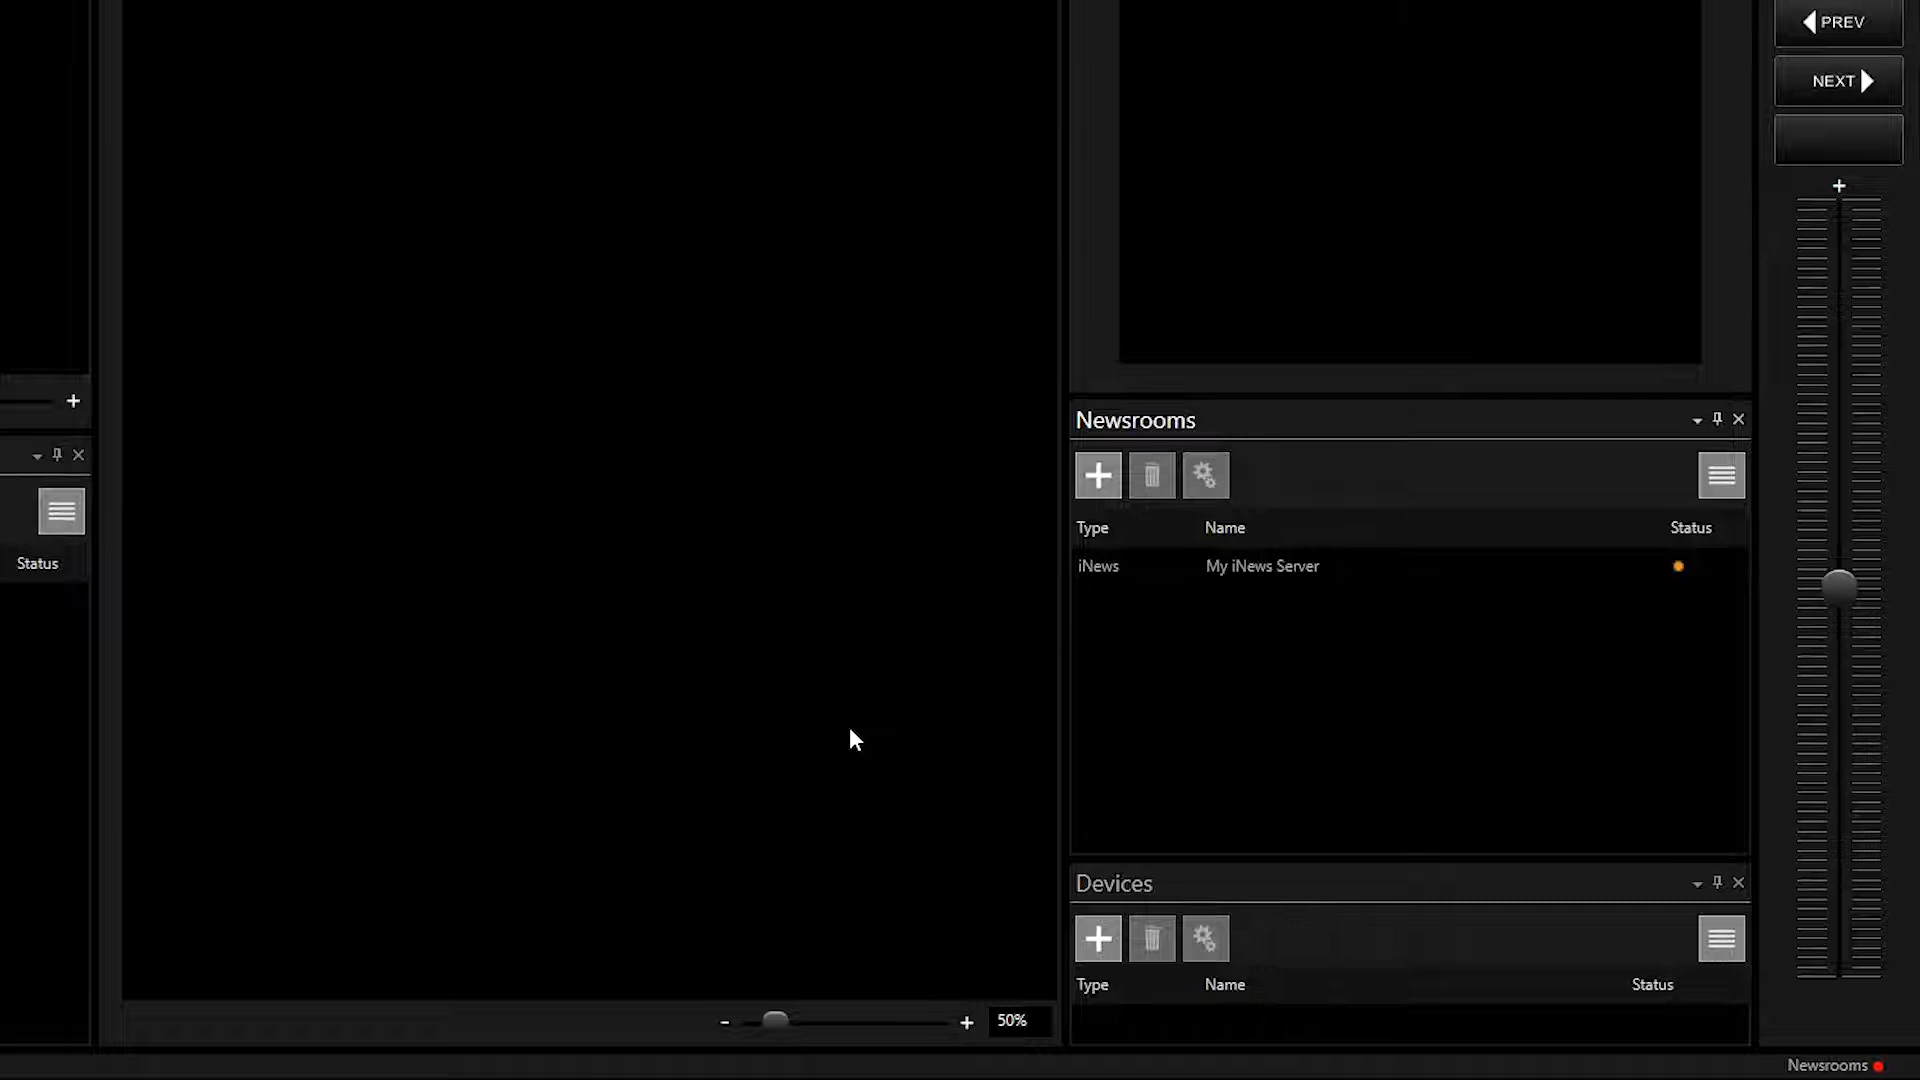 PREV
NEXT
+
+
Newsrooms
Type Name Status
Status
iNews My iNews Server
Devices
Type Name Status
- + 50%
Newsrooms